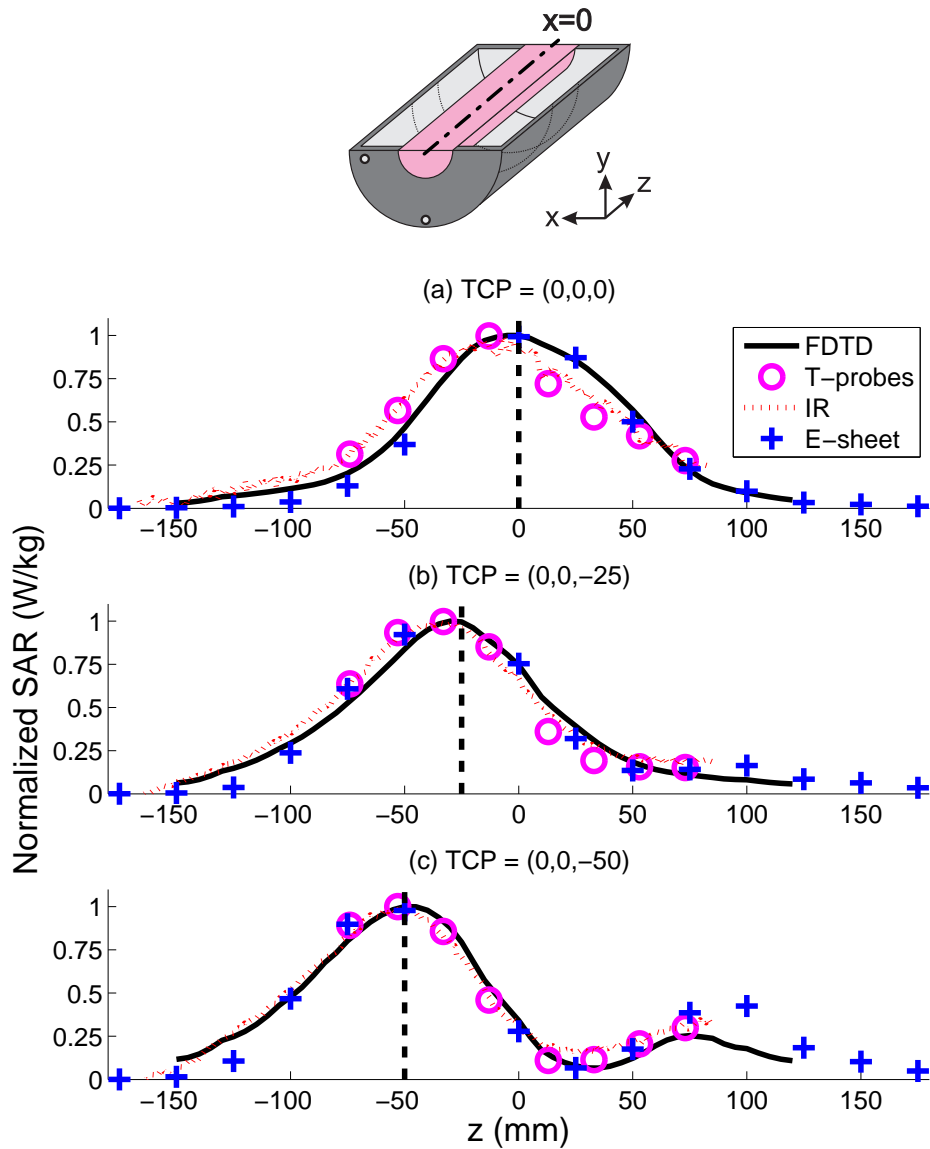 x=0
y
z
x
(a) TCP = (0,0,0)
1
0.75
0.5
0.25
0
−150 −100 −50 0 50 100 150
FDTD
T−probes
IR
E−sheet
(b) TCP = (0,0,−25)
1
0.75
0.5
0.25
0
−150 −100 −50 0 50 100 150
(c) TCP = (0,0,−50)
1
0.75
0.5
0.25
0
−150 −100 −50 0 50 100 150
z (mm)
Normalized SAR (W/kg)